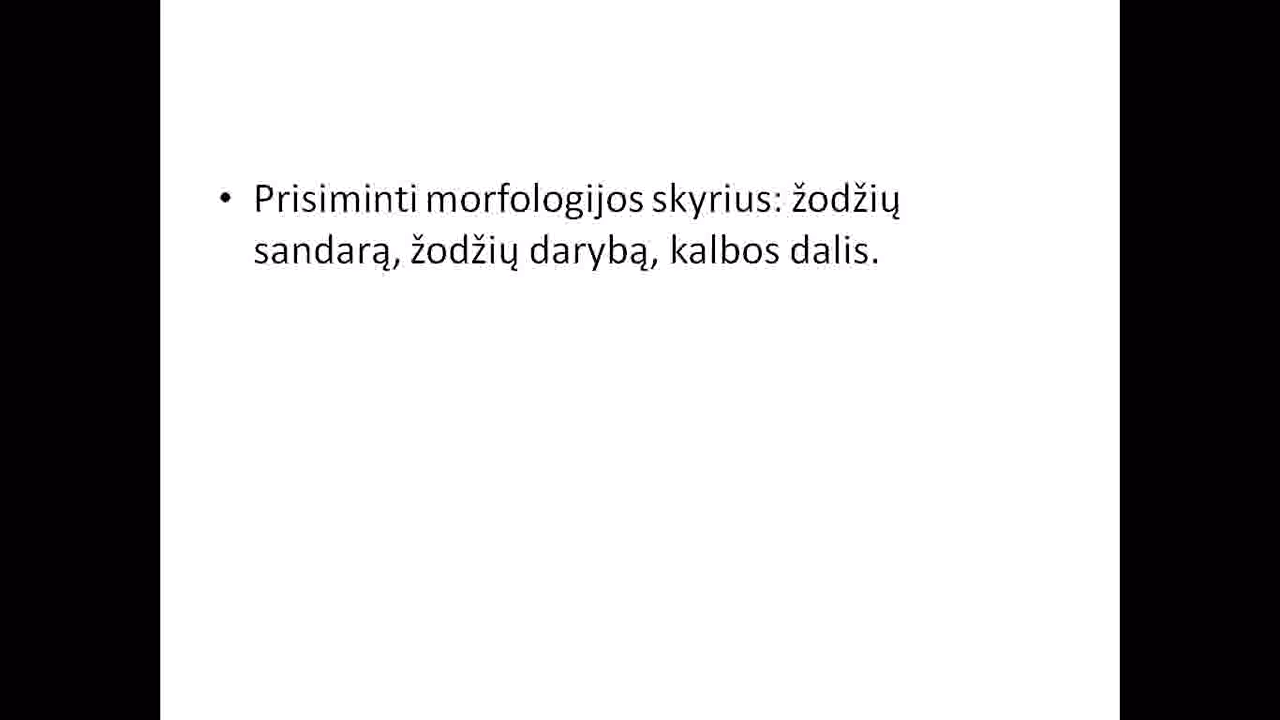 • Prisiminti morfologijos skyrius: žodžių
sandarą, žodžių darybą, kalbos dalis.